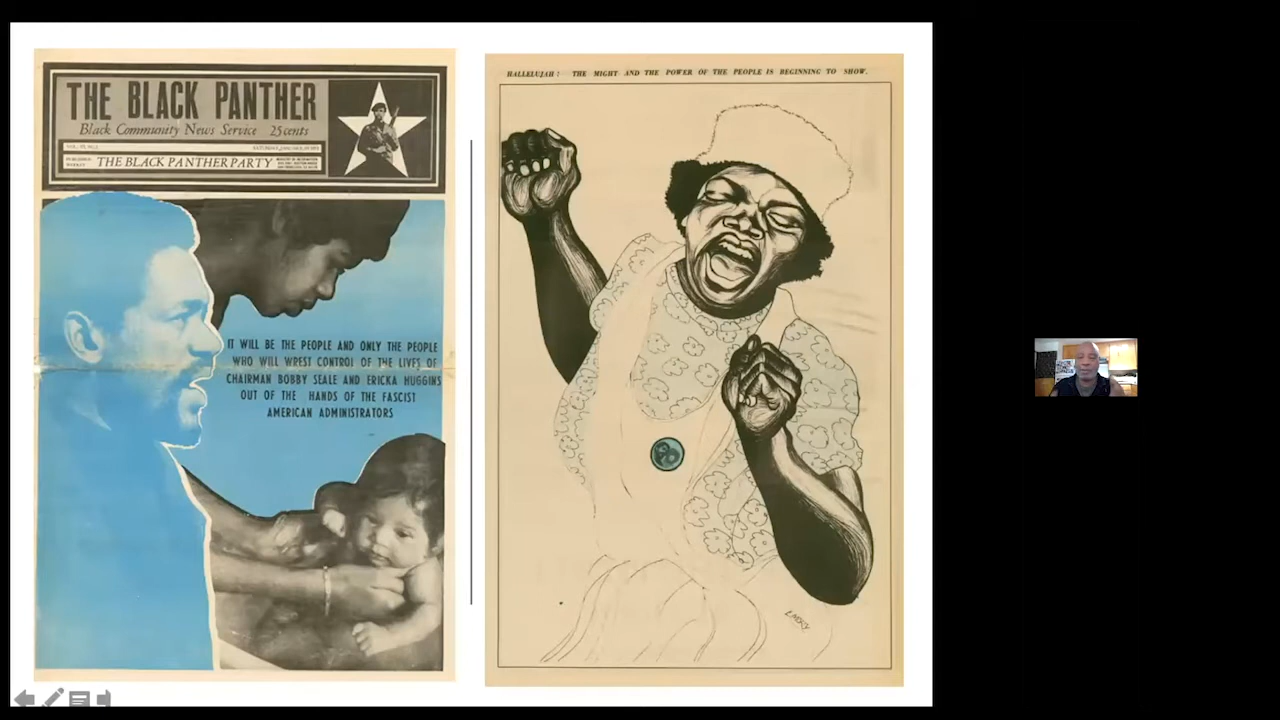 THE BLACK PANTHER
Black Community News Service 25 cents
THE BLACK PANTHER PARTY
IT WILL BE THE PEOPLE AND ONLY THE PEOPLE
WHO WILL WREST CONTROL OF THE LIVES OF
CHAIRMAN BOBBY SEALE AND ERICKA HUGGINS
OUT OF THE HANDS OF THE FASCIST
AMERICAN ADMINISTRATORS
HALLELUJAH! THE MIGHT AND THE POWER OF THE PEOPLE IS BEGINNING TO SHOW.